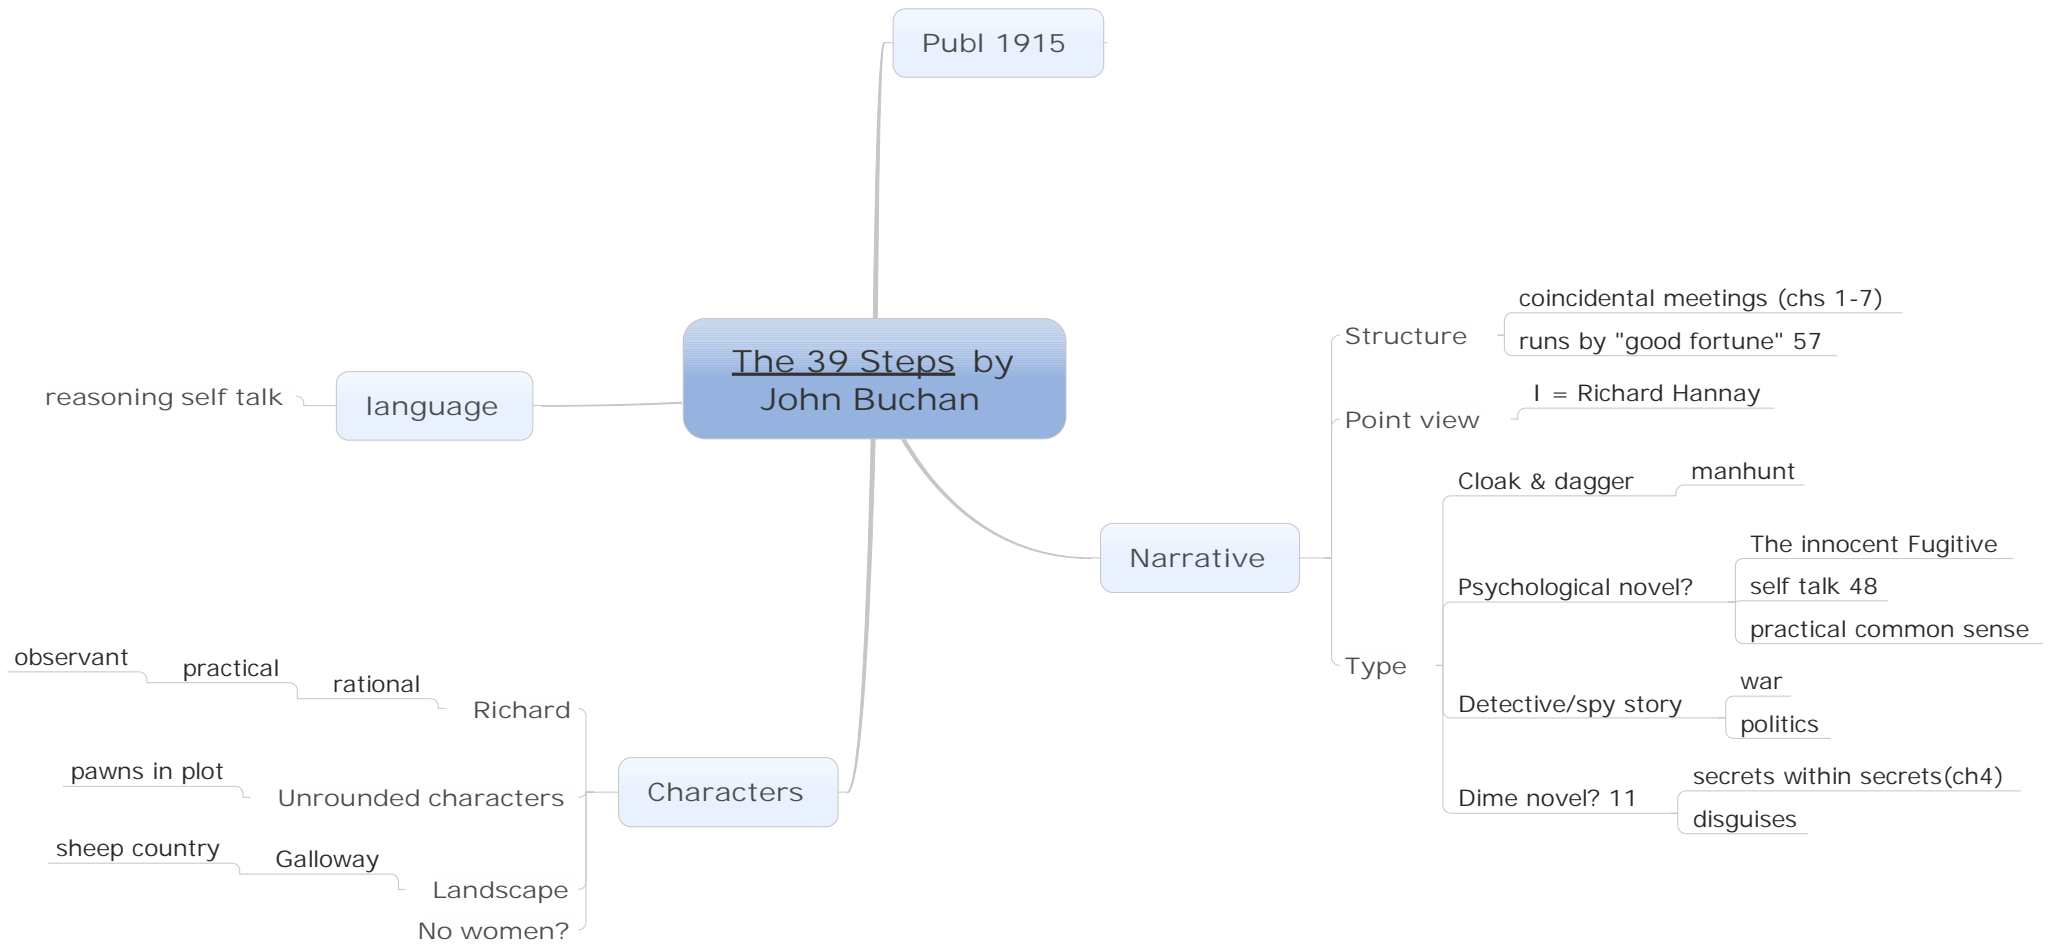 Publ 1915
The 39 Steps by
John Buchan
language
reasoning self talk
Narrative
Structure
coincidental meetings (chs 1-7)
runs by "good fortune" 57
Point view
I = Richard Hannay
Type
Cloak & dagger
manhunt
Psychological novel?
The innocent Fugitive
self talk 48
practical common sense
Detective/spy story
war
politics
Dime novel? 11
secrets within secrets(ch4)
disguises
Characters
Richard
rational
practical
observant
Unrounded characters
pawns in plot
Landscape
Galloway
sheep country
No women?